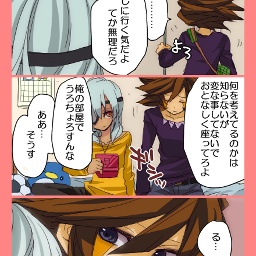 しに行く気だよ
てか無理だろ
………
よろ
何を考えてるのかは
知らないが
変な事してないで
おとなしく座ってろよ
俺の部屋で
うろちょろすんな
ああ…
そうす
る…